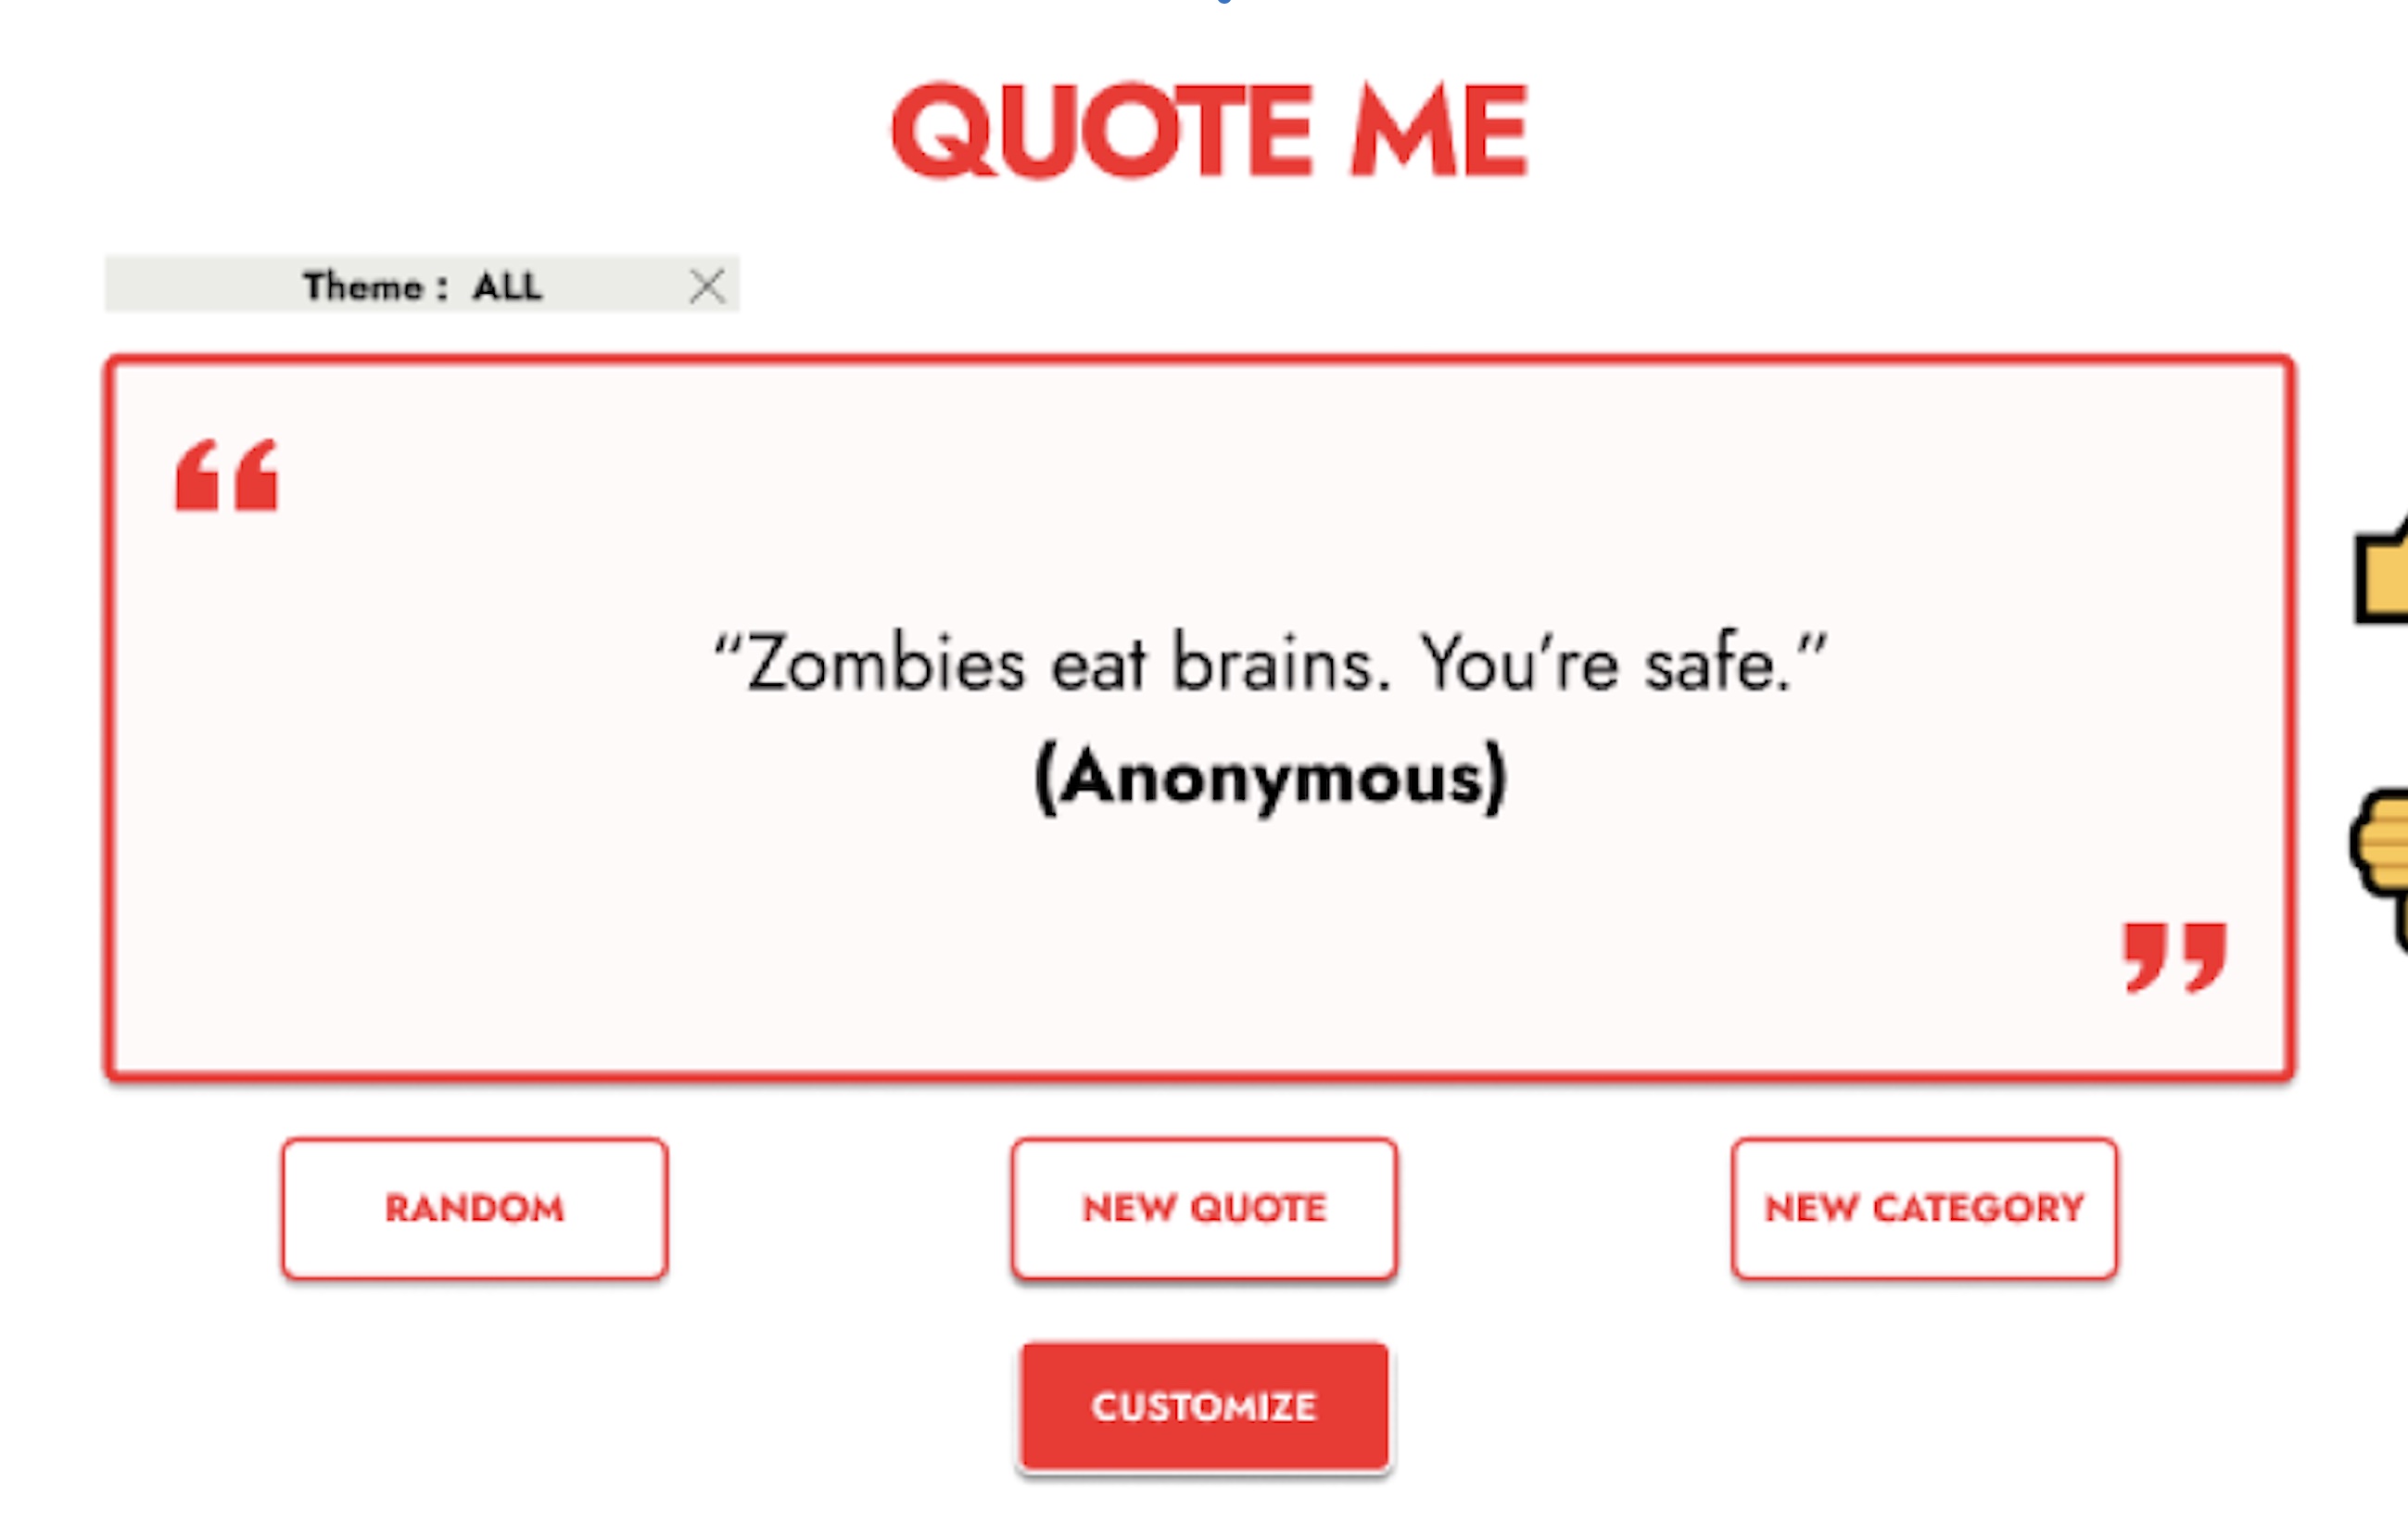 QUOTE ME
Theme : ALL
“Zombies eat brains. You’re safe.”
(Anonymous)
RANDOM
NEW QUOTE
NEW CATEGORY
CUSTOMIZE